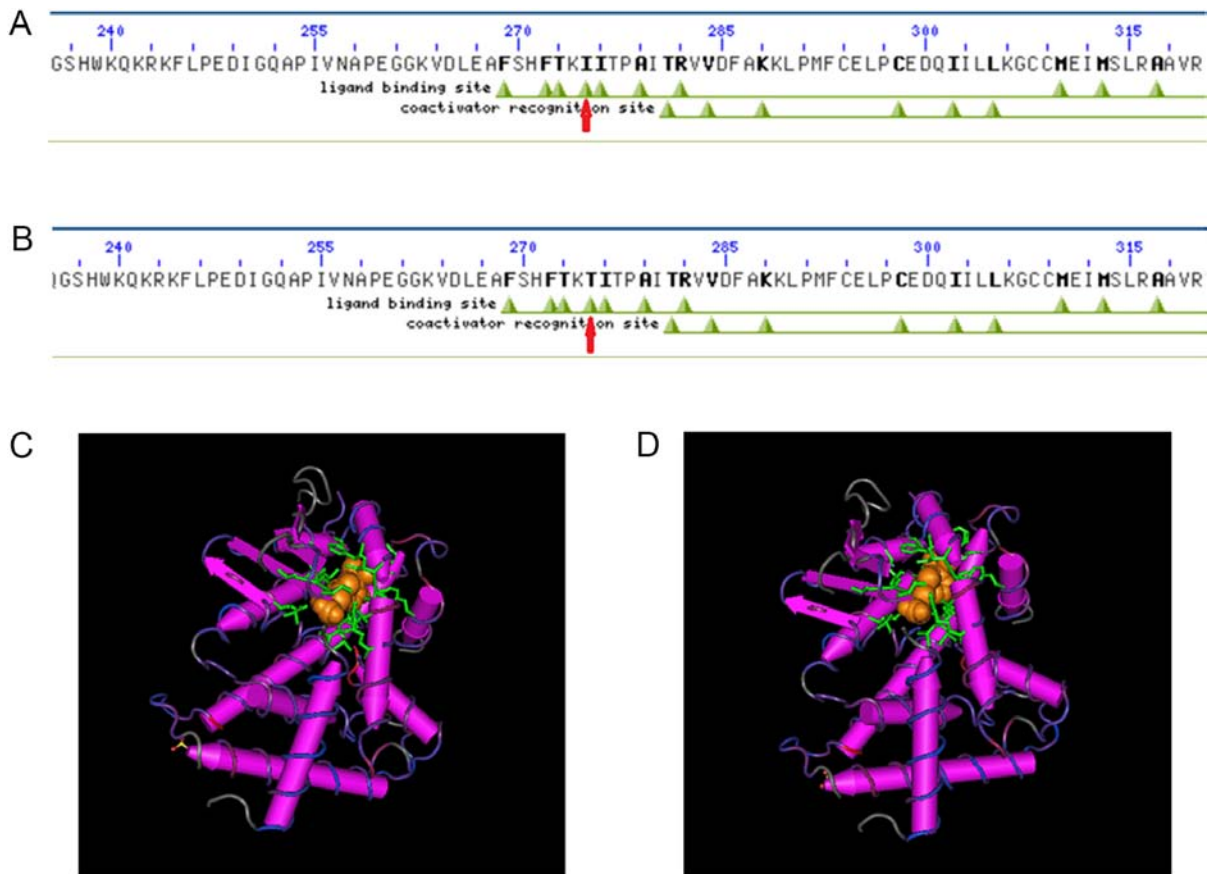 A
240 255 270 285 300 315
GSHWKQKRKFLPEDIGQAPIVNAPEGGKVDLEAFSHFTKIITPAITRVVDFAKKLPMFCELPCEDQIILLKGCCMEIMSLRAAVR
ligand binding site
coactivator recognition site
B
240 255 270 285 300 315
GSHWKQKRKFLPEDIGQAPIVNAPEGGKVDLEAFSHFTKTITPAITRVVDFAKKLPMFCELPCEDQIILLKGCCMEIMSLRAAVR
ligand binding site
coactivator recognition site
C
D